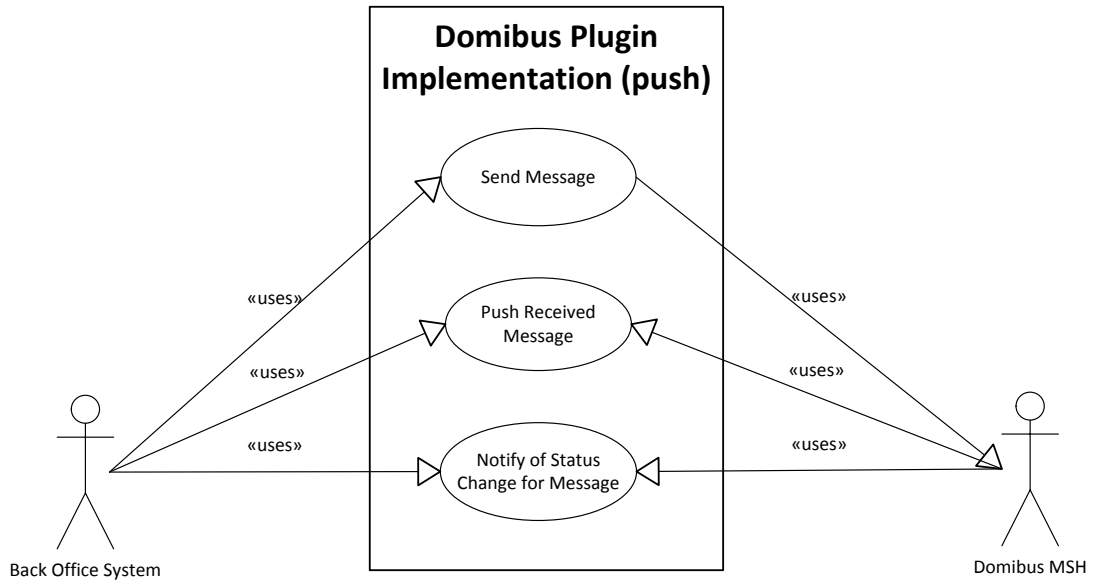 Domibus Plugin
Implementation (push)
Send Message
«uses»
«uses»
Push Received
Message
«uses»
«uses»
«uses»
«uses»
Notify of Status
Change for Message
Back Office System
Domibus MSH